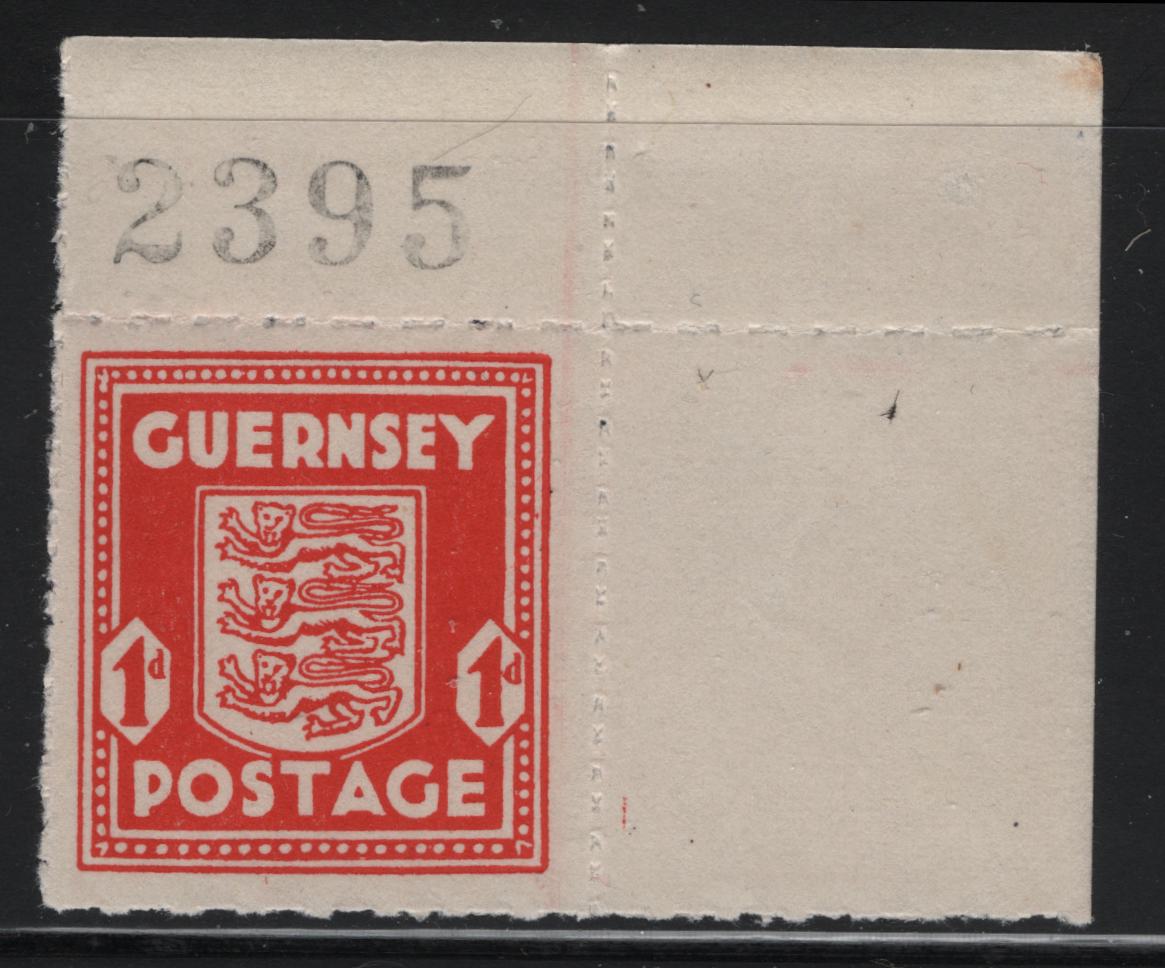 2395
GUERNSEY
1d 1d
POSTAGE